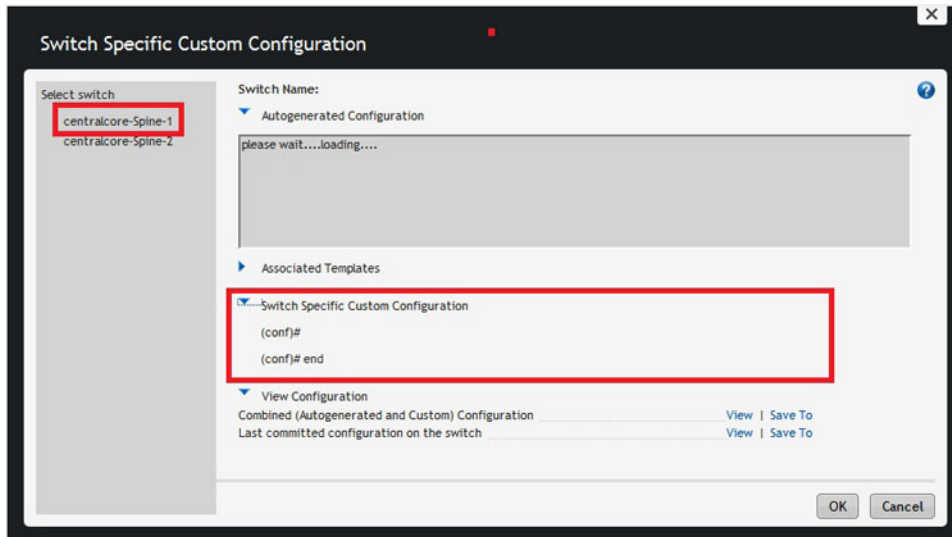 Switch Specific Custom Configuration
Select switch
centralcore-Spine-1
centralcore-Spine-2
Switch Name:
Autogenerated Configuration
please wait....loading....
Associated Templates
Switch Specific Custom Configuration
(conf)#
(conf)# end
View Configuration
Combined (Autogenerated and Custom) Configuration View | Save To
Last committed configuration on the switch View | Save To
OK Cancel